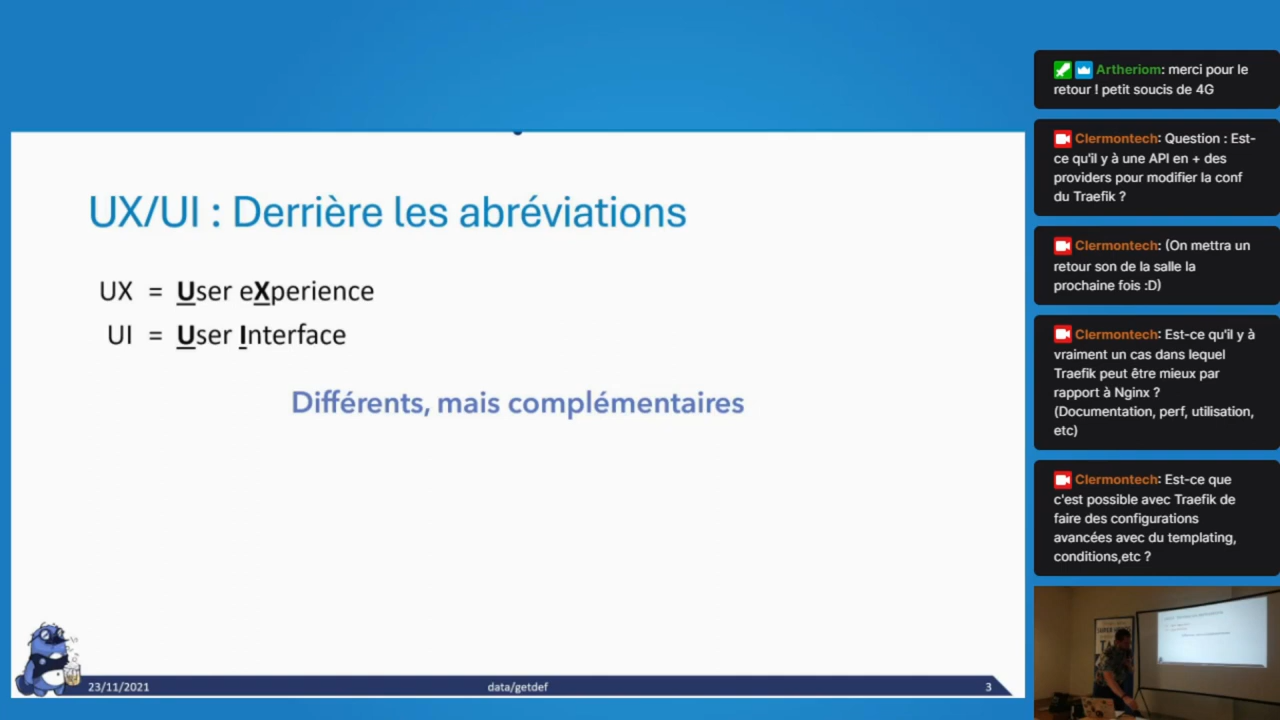 UX/UI : Derrière les abréviations
UX = User eXperience
UI = User Interface
Différents, mais complémentaires
23/11/2021
data/getdef
3
Artheriom: merci pour le
retour ! petit soucis de 4G
Clermontech: Question : Est-
ce qu'il y à une API en + des
providers pour modifier la conf
du Traefik ?
Clermontech: (On mettra un
retour son de la salle la
prochaine fois :D)
Clermontech: Est-ce qu'il y à
vraiment un cas dans lequel
Traefik peut être mieux par
rapport à Nginx ?
(Documentation, perf, utilisation,
etc)
Clermontech: Est-ce que
c'est possible avec Traefik de
faire des configurations
avancées avec du templating,
conditions,etc ?